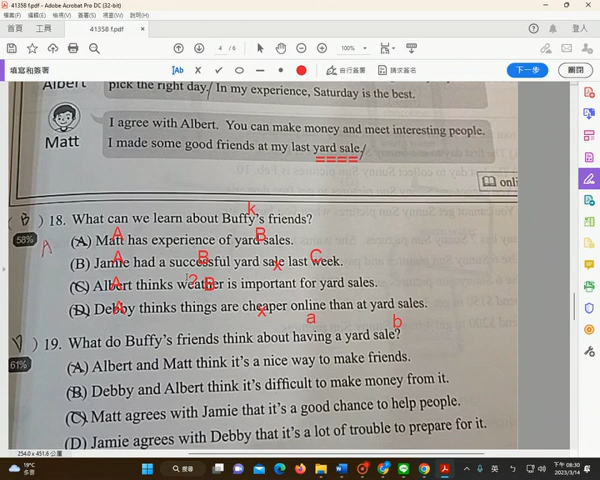 41358 f.pdf - Adobe Acrobat Pro DC (32-bit)
檔案(F) 編輯(E) 檢視(V) 簽署(S) 視窗(W) 說明(H)
首頁 工具 41358 f.pdf ×
4 / 6 100% 登入
填寫和簽署 Ab 自行簽署 請求簽名 下一步 關閉
Albert
pick the right day./ In my experience, Saturday is the best.
I agree with Albert. You can make money and meet interesting people.
Matt
I made some good friends at my last yard sale./
k
(B) 18. What can we learn about Buffy's friends?
58% A A B
(A) Matt has experience of yard sales.
A B x C
(B) Jamie had a successful yard sale last week.
A ? B
(C) Albert thinks weather is important for yard sales.
A x
(D) Debby thinks things are cheaper online than at yard sales.
a b
19. What do Buffy's friends think about having a yard sale?
61%
(A) Albert and Matt think it's a nice way to make friends.
(B) Debby and Albert think it's difficult to make money from it.
(C) Matt agrees with Jamie that it's a good chance to help people.
(D) Jamie agrees with Debby that it's a lot of trouble to prepare for it.
254.0 x 451.6 公釐
19°C
多雲
搜尋
英
下午 08:30
2023/3/14